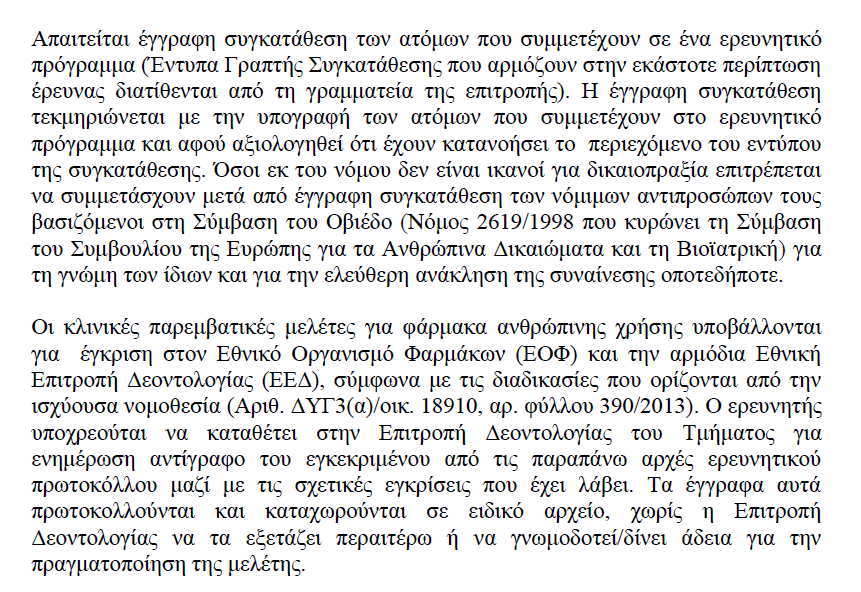 Απαιτείται έγγραφη συγκατάθεση των ατόμων που συμμετέχουν σε ένα ερευνητικό
πρόγραμμα (Έντυπα Γραπτής Συγκατάθεσης που αρμόζουν στην εκάστοτε περίπτωση
έρευνας διατίθενται από τη γραμματεία της επιτροπής). Η έγγραφη συγκατάθεση
τεκμηριώνεται με την υπογραφή των ατόμων που συμμετέχουν στο ερευνητικό
πρόγραμμα και αφού αξιολογηθεί ότι έχουν κατανοήσει το  περιεχόμενο του εντύπου
της συγκατάθεσης. Όσοι εκ του νόμου δεν είναι ικανοί για δικαιοπραξία επιτρέπεται
να συμμετάσχουν μετά από έγγραφη συγκατάθεση των νόμιμων αντιπροσώπων τους
βασιζόμενοι στη Σύμβαση του Οβιέδο (Νόμος 2619/1998 που κυρώνει τη Σύμβαση
του Συμβουλίου της Ευρώπης για τα Ανθρώπινα Δικαιώματα και τη Βιοϊατρική) για
τη γνώμη των ίδιων και για την ελεύθερη ανάκληση της συναίνεσης οποτεδήποτε.

Οι κλινικές παρεμβατικές μελέτες για φάρμακα ανθρώπινης χρήσης υποβάλλονται
για  έγκριση στον Εθνικό Οργανισμό Φαρμάκων (ΕΟΦ) και την αρμόδια Εθνική
Επιτροπή Δεοντολογίας (ΕΕΔ), σύμφωνα με τις διαδικασίες που ορίζονται από την
ισχύουσα νομοθεσία (Αριθ. ΔΥΓ3(α)/οικ. 18910, αρ. φύλλου 390/2013). Ο ερευνητής
υποχρεούται να καταθέτει στην Επιτροπή Δεοντολογίας του Τμήματος για
ενημέρωση αντίγραφο του εγκεκριμένου από τις παραπάνω αρχές ερευνητικού
πρωτοκόλλου μαζί με τις σχετικές εγκρίσεις που έχει λάβει. Τα έγγραφα αυτά
πρωτοκολλούνται και καταχωρούνται σε ειδικό αρχείο, χωρίς η Επιτροπή
Δεοντολογίας να τα εξετάζει περαιτέρω ή να γνωμοδοτεί/δίνει άδεια για την
πραγματοποίηση της μελέτης.